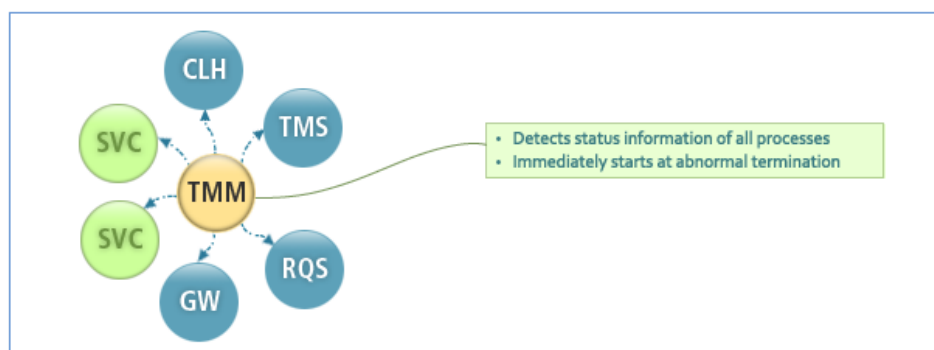 CLH
TMS
SVC
TMM
SVC
RQS
GW
• Detects status information of all processes
• Immediately starts at abnormal termination